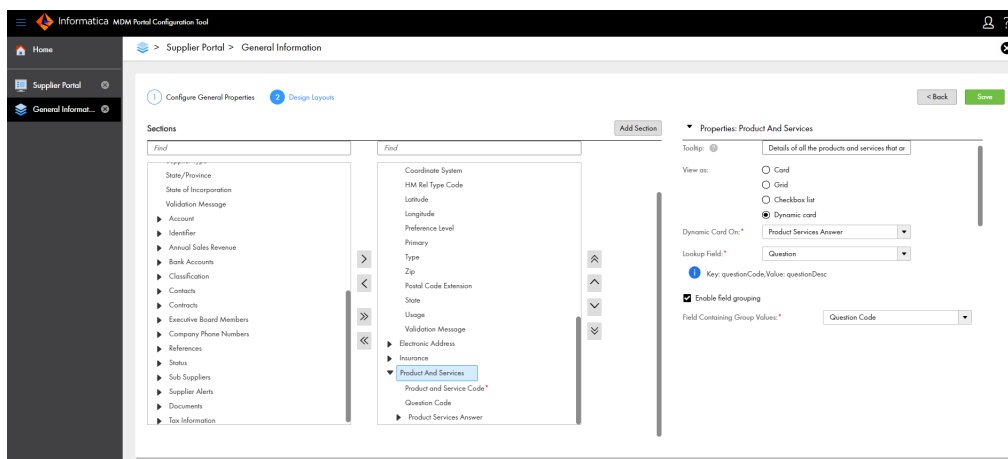 Informatica MDM Portal Configuration Tool
?
Home
> Supplier Portal > General Information
Supplier Portal
General Informat...
1 Configure General Properties 2 Design Layouts
< Back Save
Sections
Add Section
Find
State/Province
State of Incorporation
Validation Message
Account
Identifier
Annual Sales Revenue
Bank Accounts
Classification
Contacts
Contracts
Executive Board Members
Company Phone Numbers
References
Status
Sub Suppliers
Supplier Alerts
Documents
Tax Information
Find
Coordinate System
HM Rel Type Code
Latitude
Longitude
Preference Level
Primary
Type
Zip
Postal Code Extension
State
Usage
Validation Message
Electronic Address
Insurance
Product And Services
Product and Service Code*
Question Code
Product Services Answer
Properties: Product And Services
Tooltip: ? Details of all the products and services that ar
View as:
Card
Grid
Checkbox list
Dynamic card
Dynamic Card On:* Product Services Answer
Lookup Field:* Question
i Key: questionCode,Value: questionDesc
Enable field grouping
Field Containing Group Values:* Question Code